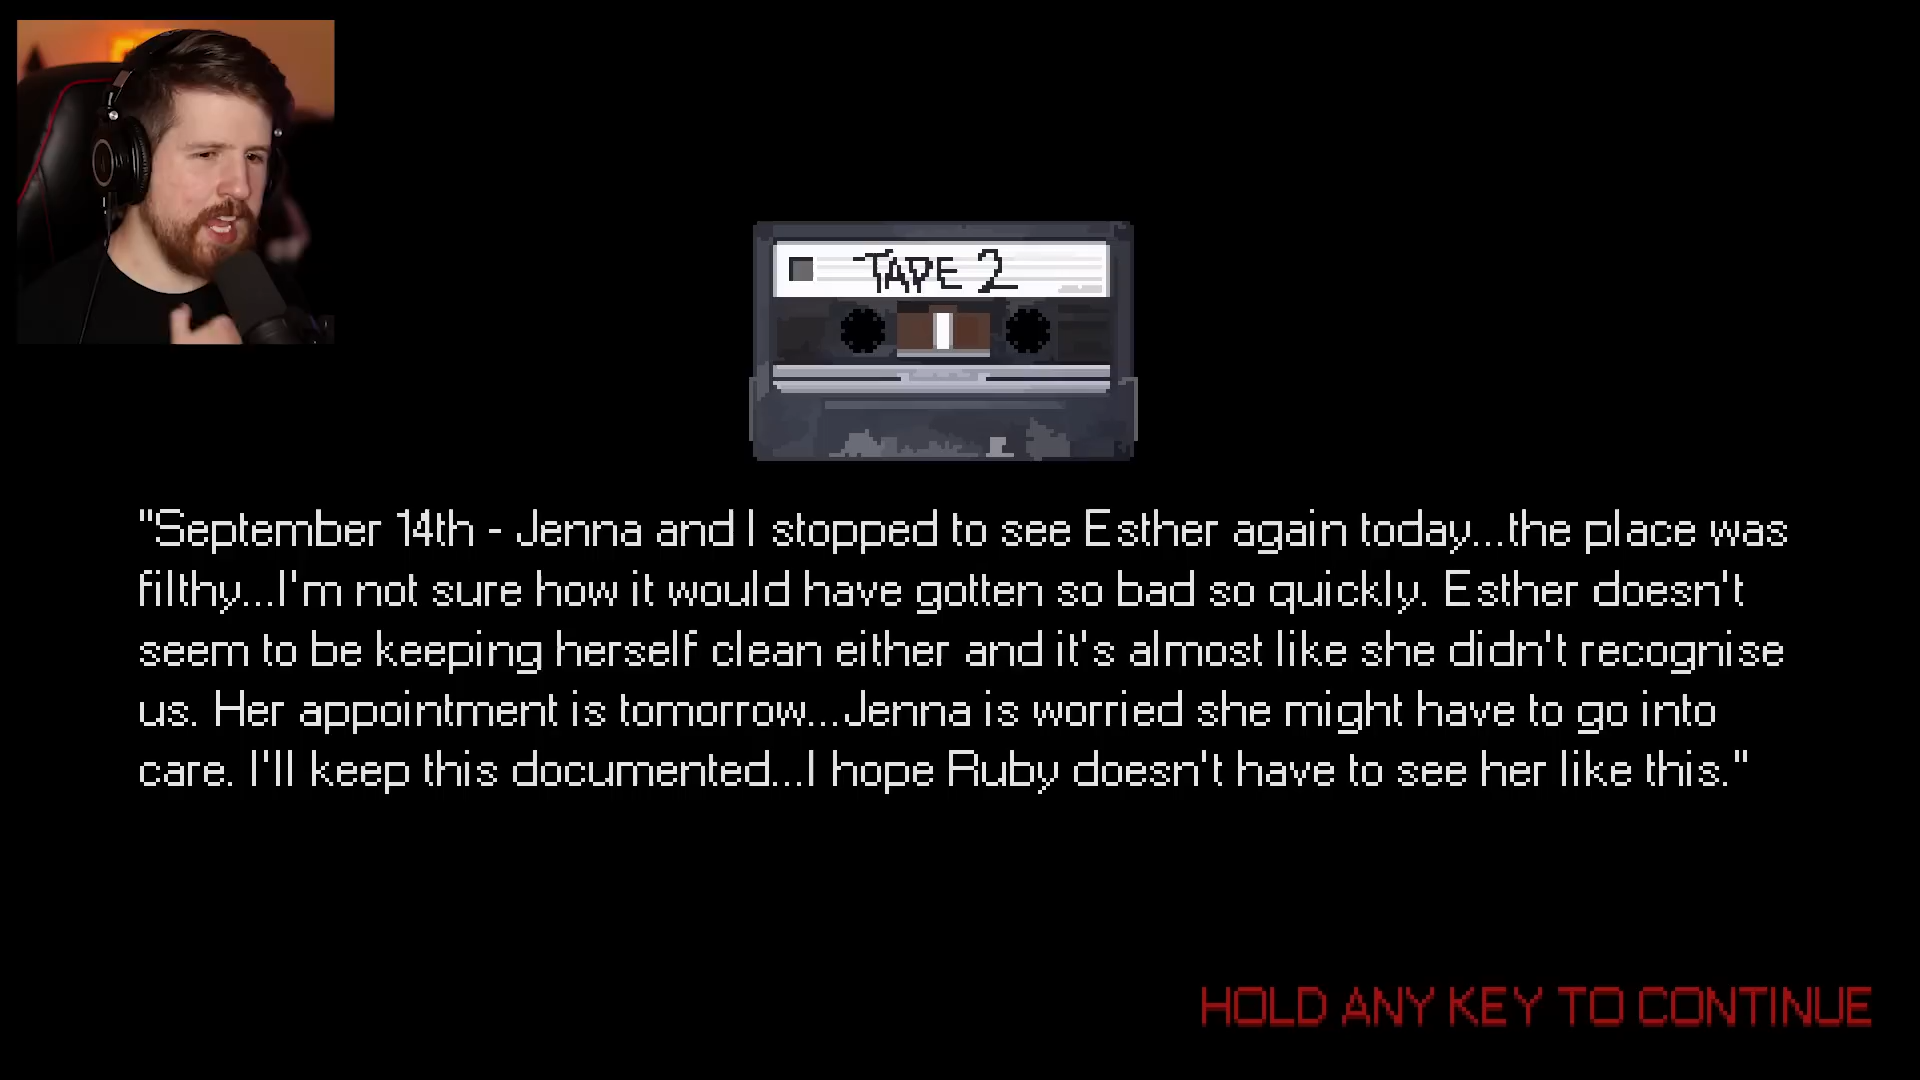 TAPE 2
"September 14th - Jenna and I stopped to see Esther again today...the place was
filthy...I'm not sure how it would have gotten so bad so quickly. Esther doesn't
seem to be keeping herself clean either and it's almost like she didn't recognise
us. Her appointment is tomorrow...Jenna is worried she might have to go into
care. I'll keep this documented...I hope Ruby doesn't have to see her like this."
HOLD ANY KEY TO CONTINUE